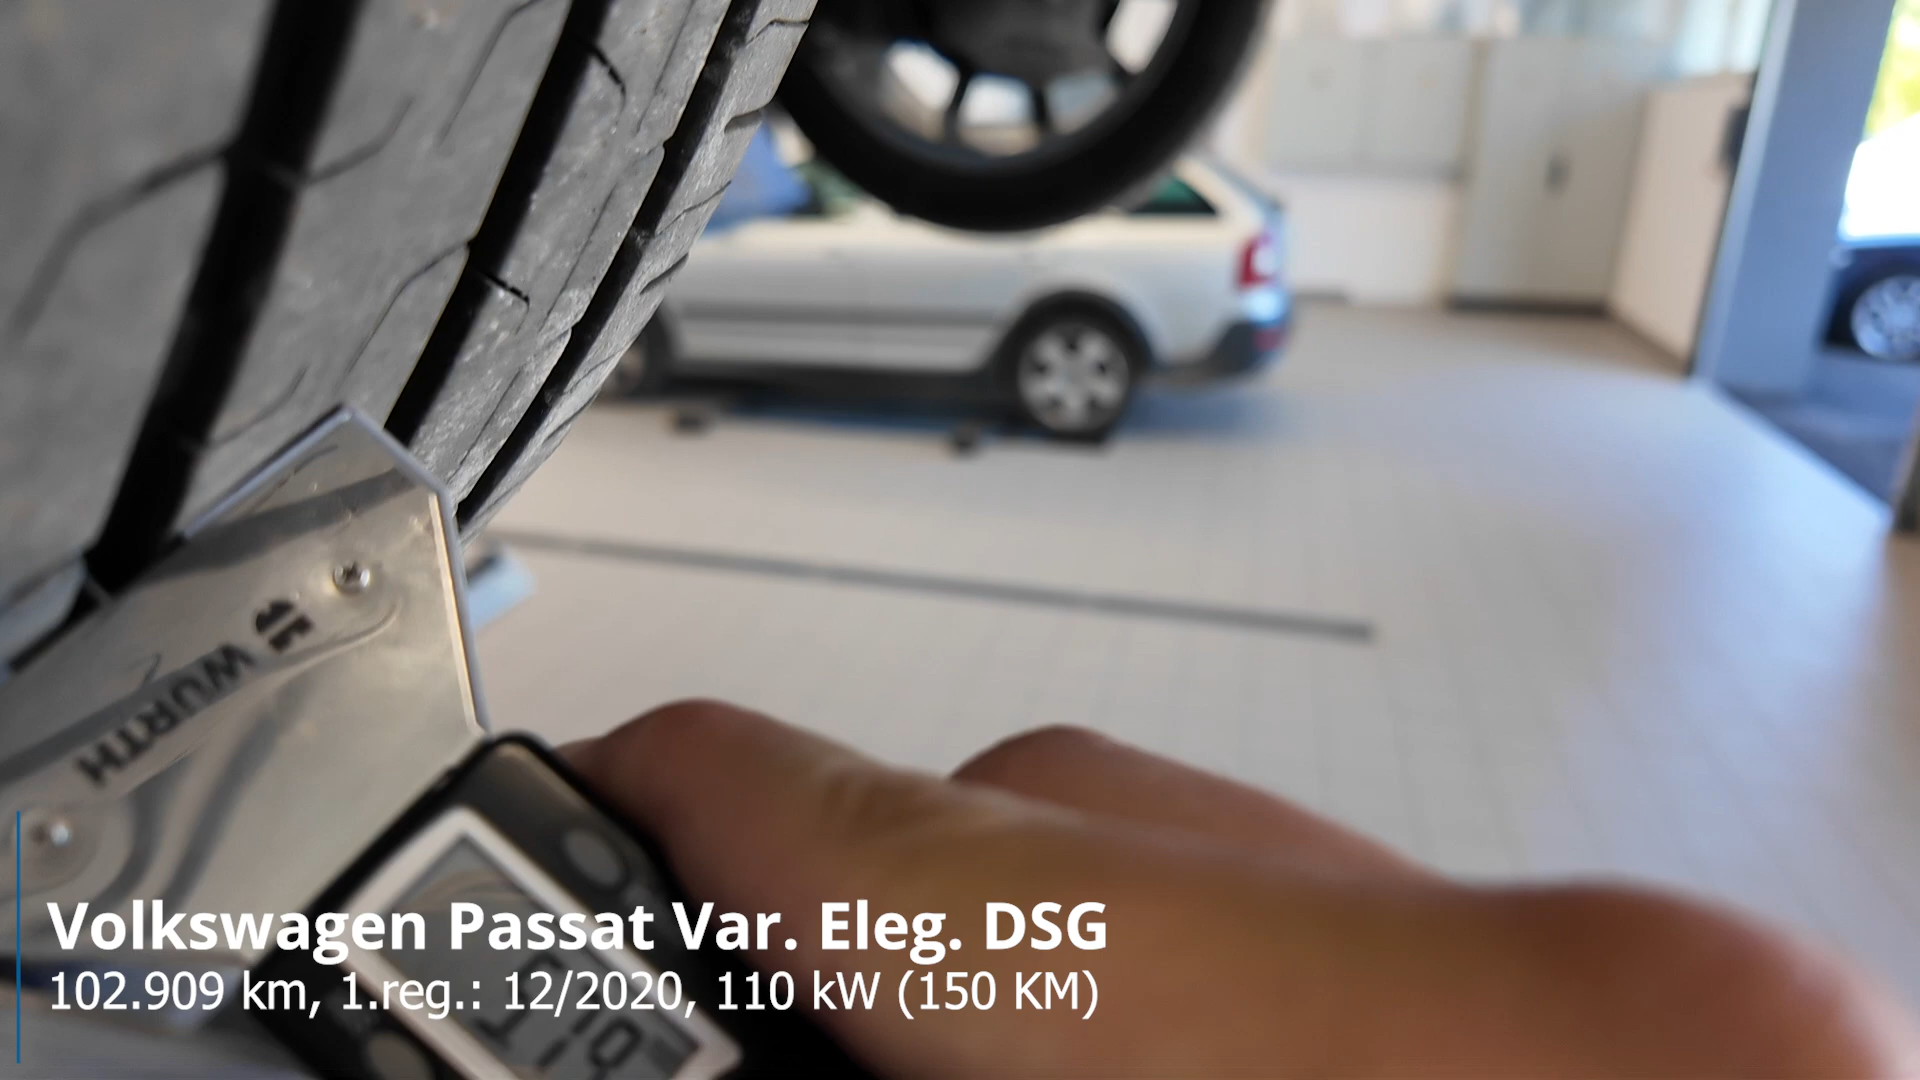 WÜRTH
Volkswagen Passat Var. Eleg. DSG
102.909 km, 1.reg.: 12/2020, 110 kW (150 KM)